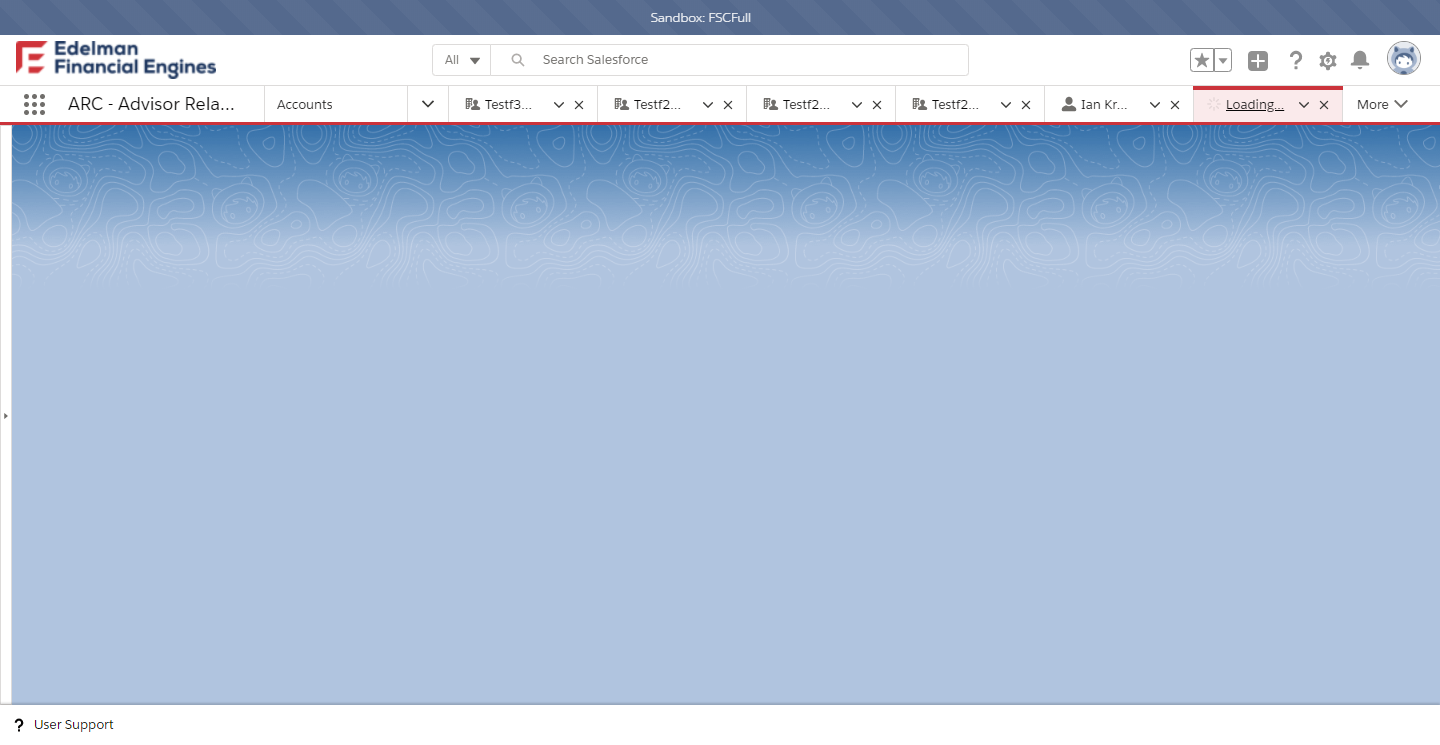 Sandbox: FSCFull
Edelman
Financial Engines
All
Search Salesforce
ARC - Advisor Rela...
Accounts
Testf3...
Testf2...
Testf2...
Testf2...
Ian Kr...
Loading...
More
User Support